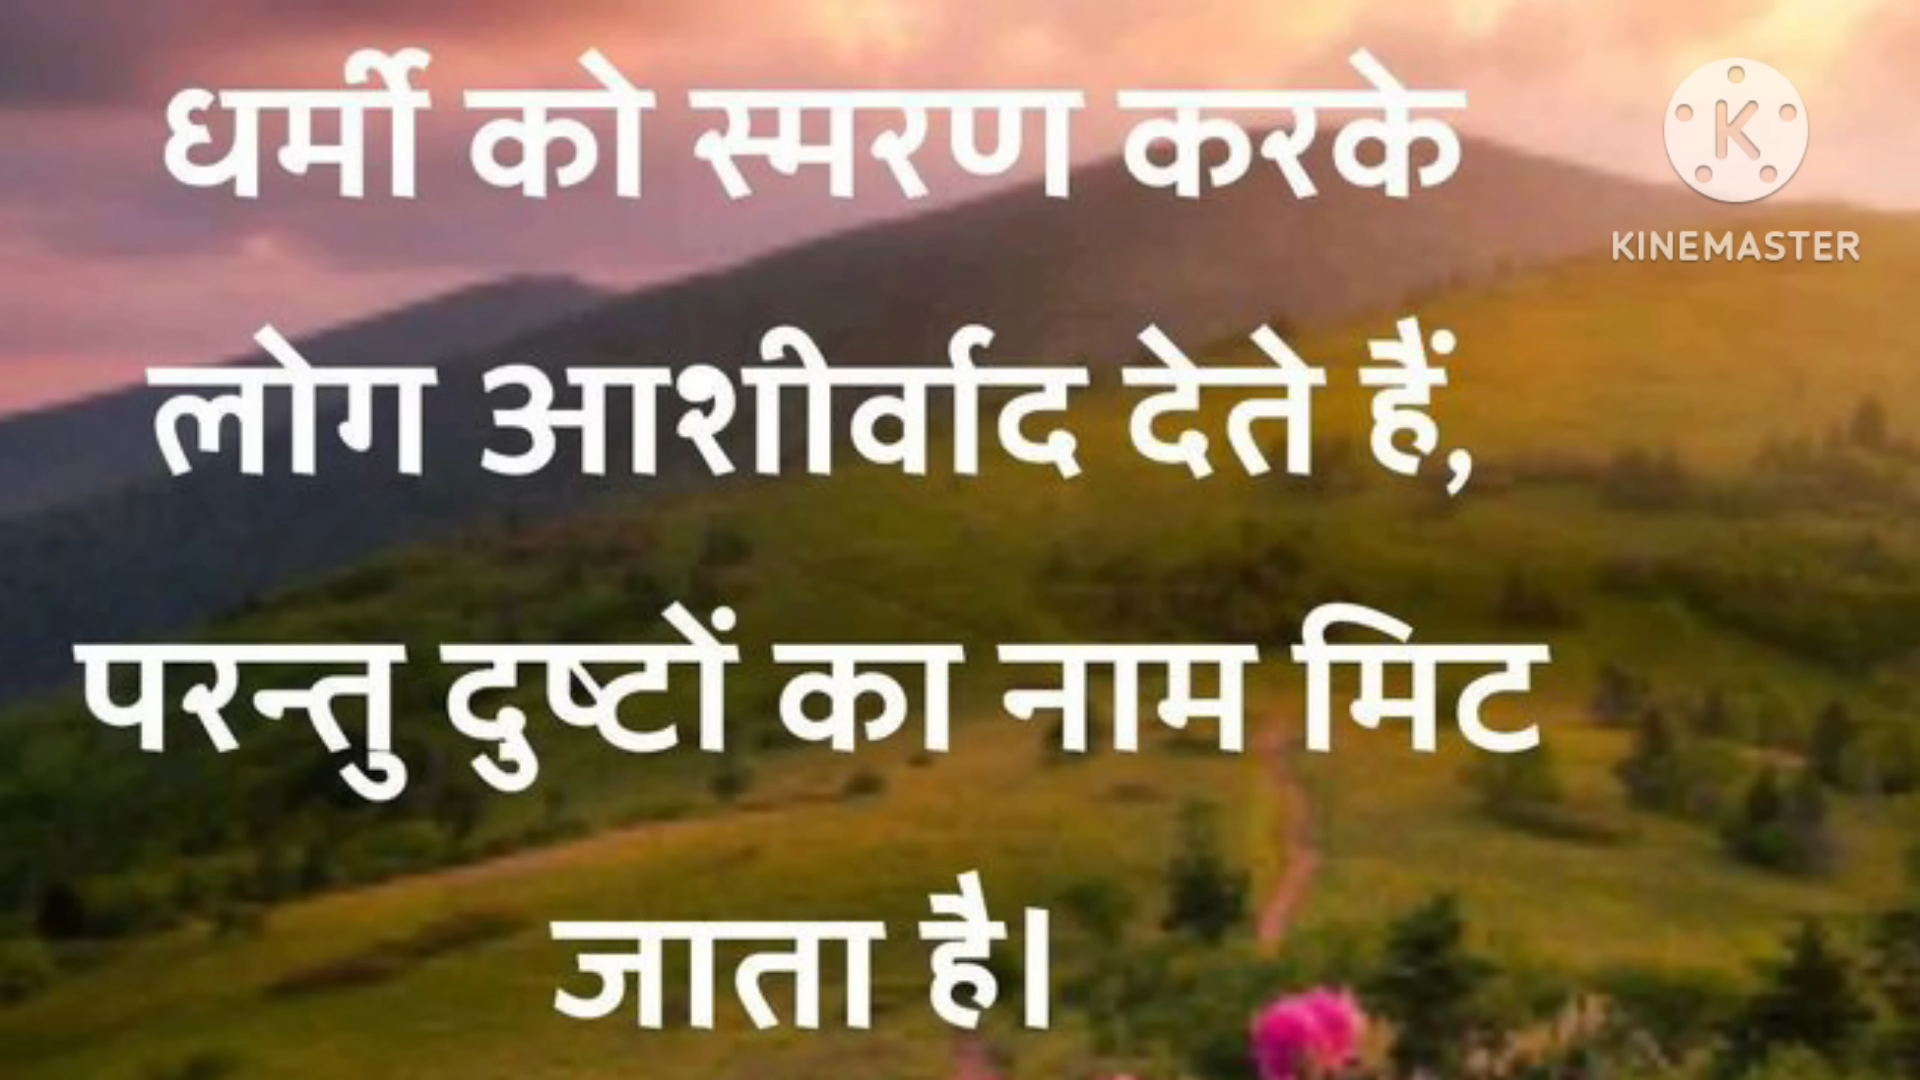 धर्मी को स्मरण करके
KINEMASTER
लोग आशीर्वाद देते हैं,
परन्तु दुष्टों का नाम मिट
जाता है।